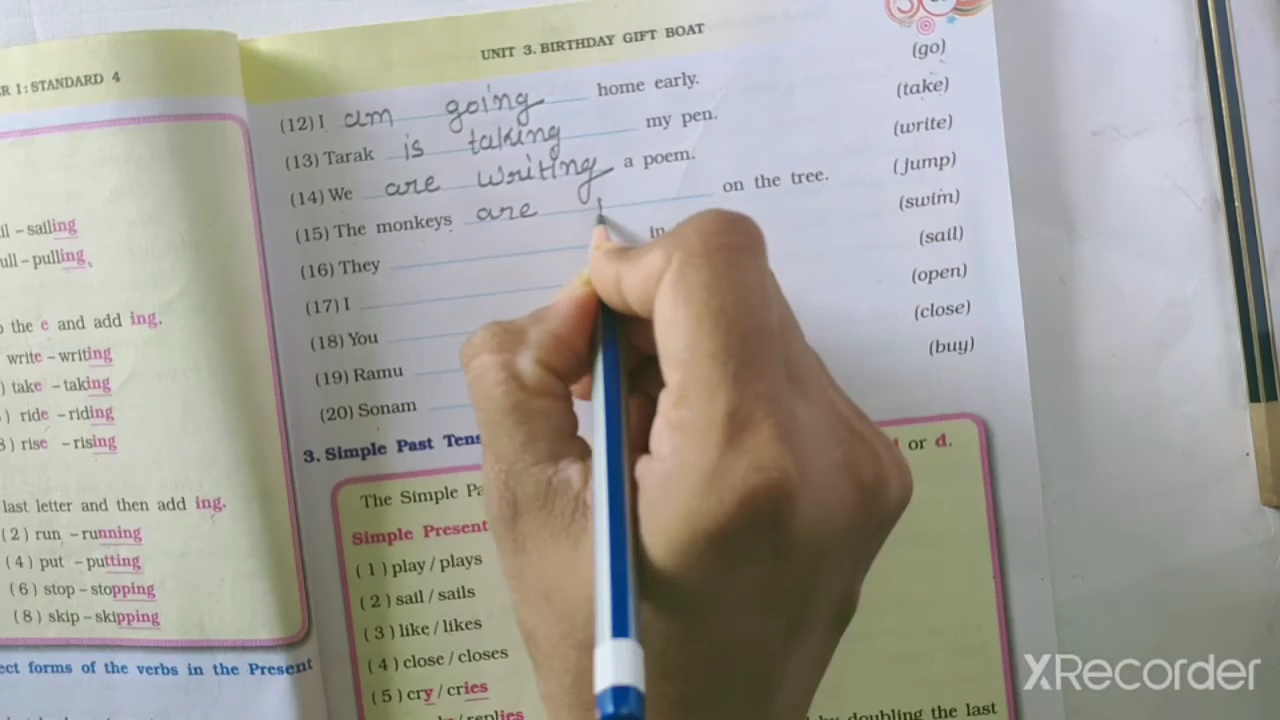 R I: STANDARD 4
il – sailing
ull – pulling
the e and add ing.
write – writing
) take – taking
) ride – riding
) rise – rising
last letter and then add ing.
(2) run – running
(4) put – putting
(6) stop – stopping
(8) skip – skipping
ect forms of the verbs in the Present
UNIT 3. BIRTHDAY GIFT BOAT
(12) I am going home early. (go)
(13) Tarak is taking my pen. (take)
(14) We are writing a poem. (write)
(15) The monkeys are on the tree. (jump)
(16) They in (swim)
(17) I (sail)
(18) You (open)
(19) Ramu (close)
(20) Sonam (buy)
3. Simple Past Tens
The Simple Pa or d.
Simple Present
(1) play / plays
(2) sail / sails
(3) like / likes
(4) close / closes
(5) cry / cries
/ replies
doubling the last
XRecorder